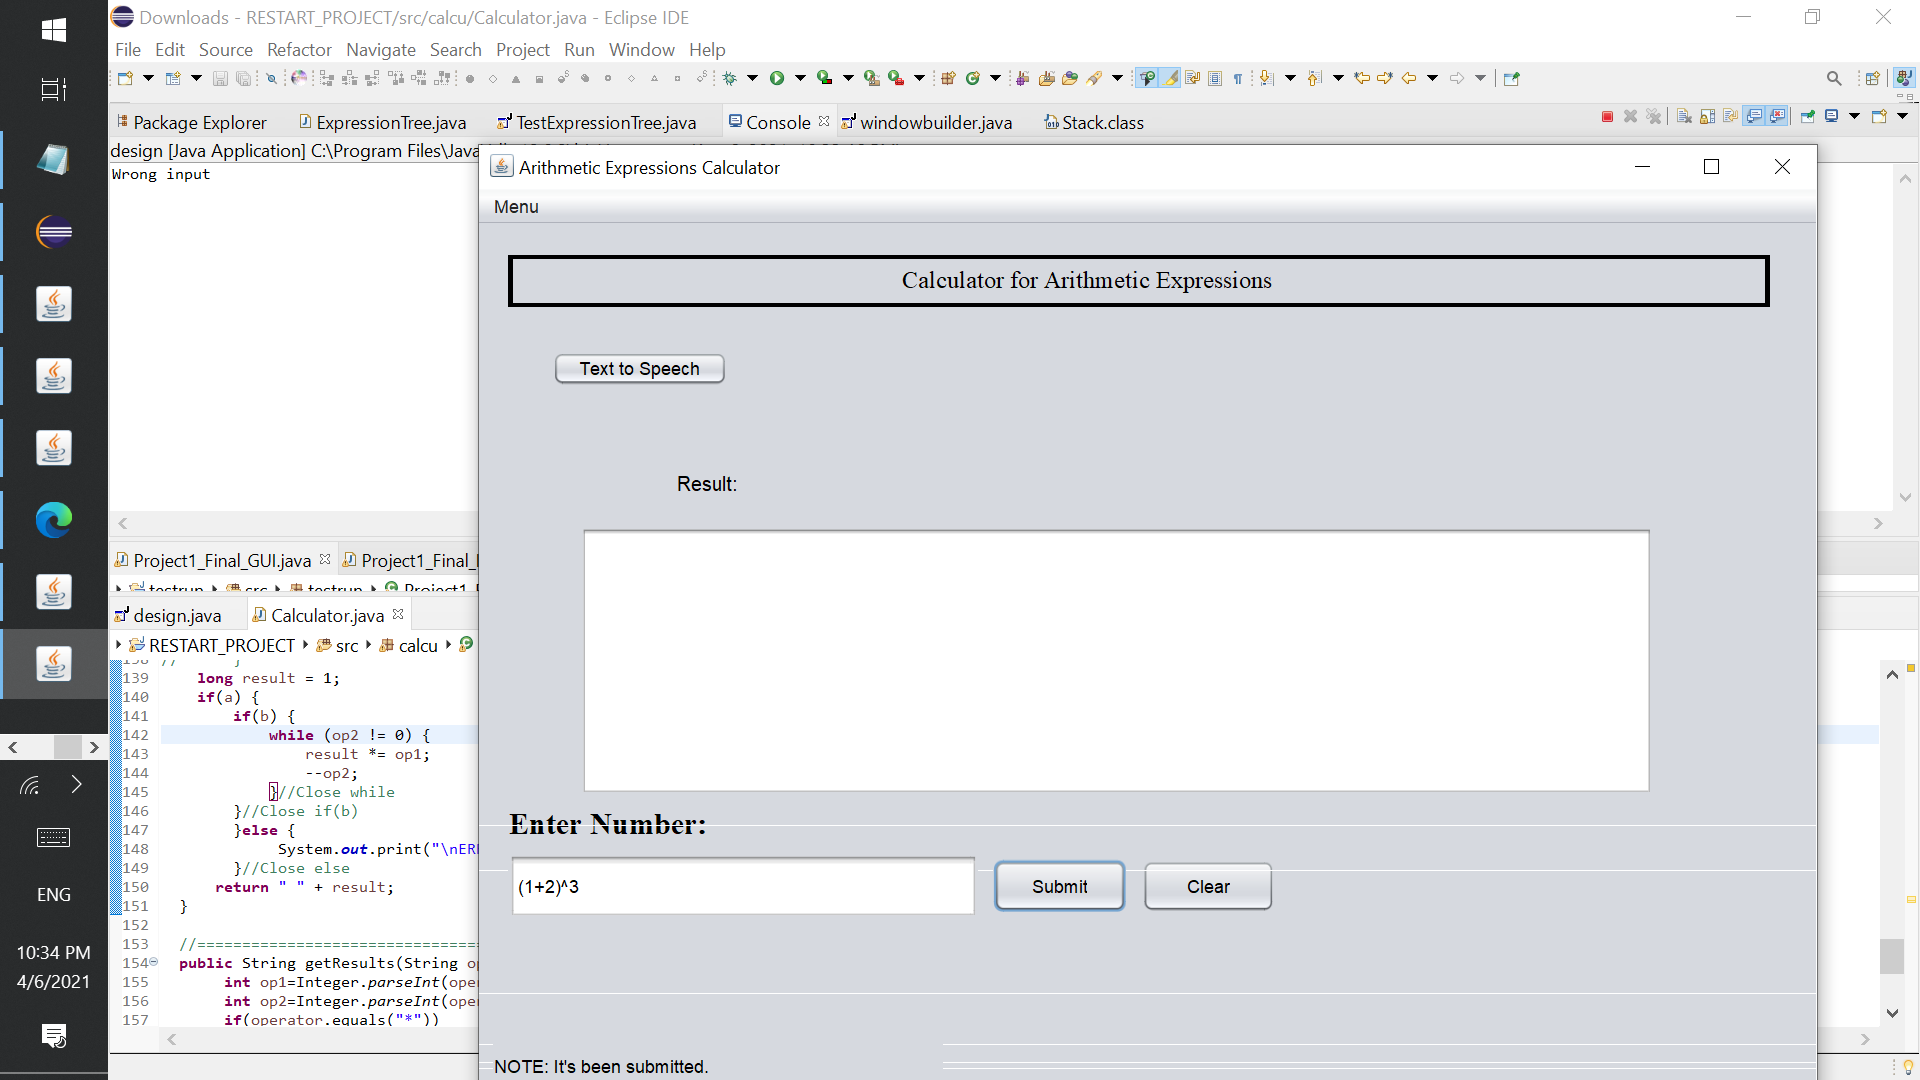 Downloads - RESTART_PROJECT/src/calcu/Calculator.java - Eclipse IDE
File Edit Source Refactor Navigate Search Project Run Window Help
Package Explorer ExpressionTree.java TestExpressionTree.java Console windowbuilder.java Stack.class
design [Java Application] C:\Program Files\Java
Wrong input
Arithmetic Expressions Calculator
Menu
Calculator for Arithmetic Expressions
Text to Speech
Result:
Enter Number:
(1+2)^3
Submit
Clear
NOTE: It's been submitted.
Project1_Final_GUI.java Project1_Final_
testrun src testrun Project1
design.java Calculator.java
RESTART_PROJECT src calcu
138 // }
139 long result = 1;
140 if(a) {
141 if(b) {
142 while (op2 != 0) {
143 result *= op1;
144 --op2;
145 }//Close while
146 }//Close if(b)
147 }else {
148 System.out.print("\nER
149 }//Close else
150 return " " + result;
151 }
152
153 //===============================
154 public String getResults(String o
155 int op1=Integer.parseInt(ope
156 int op2=Integer.parseInt(ope
157 if(operator.equals("*"))
ENG
10:34 PM
4/6/2021